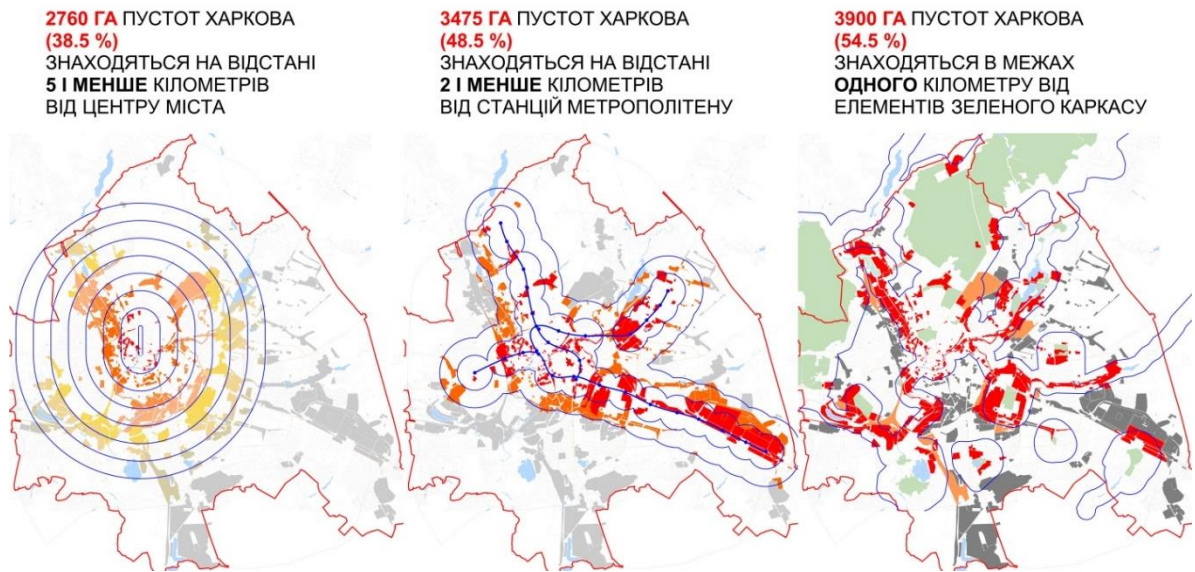 2760 ГА ПУСТОТ ХАРКОВА
(38.5 %)
ЗНАХОДЯТЬСЯ НА ВІДСТАНІ
5 І МЕНШЕ КІЛОМЕТРІВ
ВІД ЦЕНТРУ МІСТА
3475 ГА ПУСТОТ ХАРКОВА
(48.5 %)
ЗНАХОДЯТЬСЯ НА ВІДСТАНІ
2 І МЕНШЕ КІЛОМЕТРІВ
ВІД СТАНЦІЙ МЕТРОПОЛІТЕНУ
3900 ГА ПУСТОТ ХАРКОВА
(54.5 %)
ЗНАХОДЯТЬСЯ В МЕЖАХ
ОДНОГО КІЛОМЕТРУ ВІД
ЕЛЕМЕНТІВ ЗЕЛЕНОГО КАРКАСУ